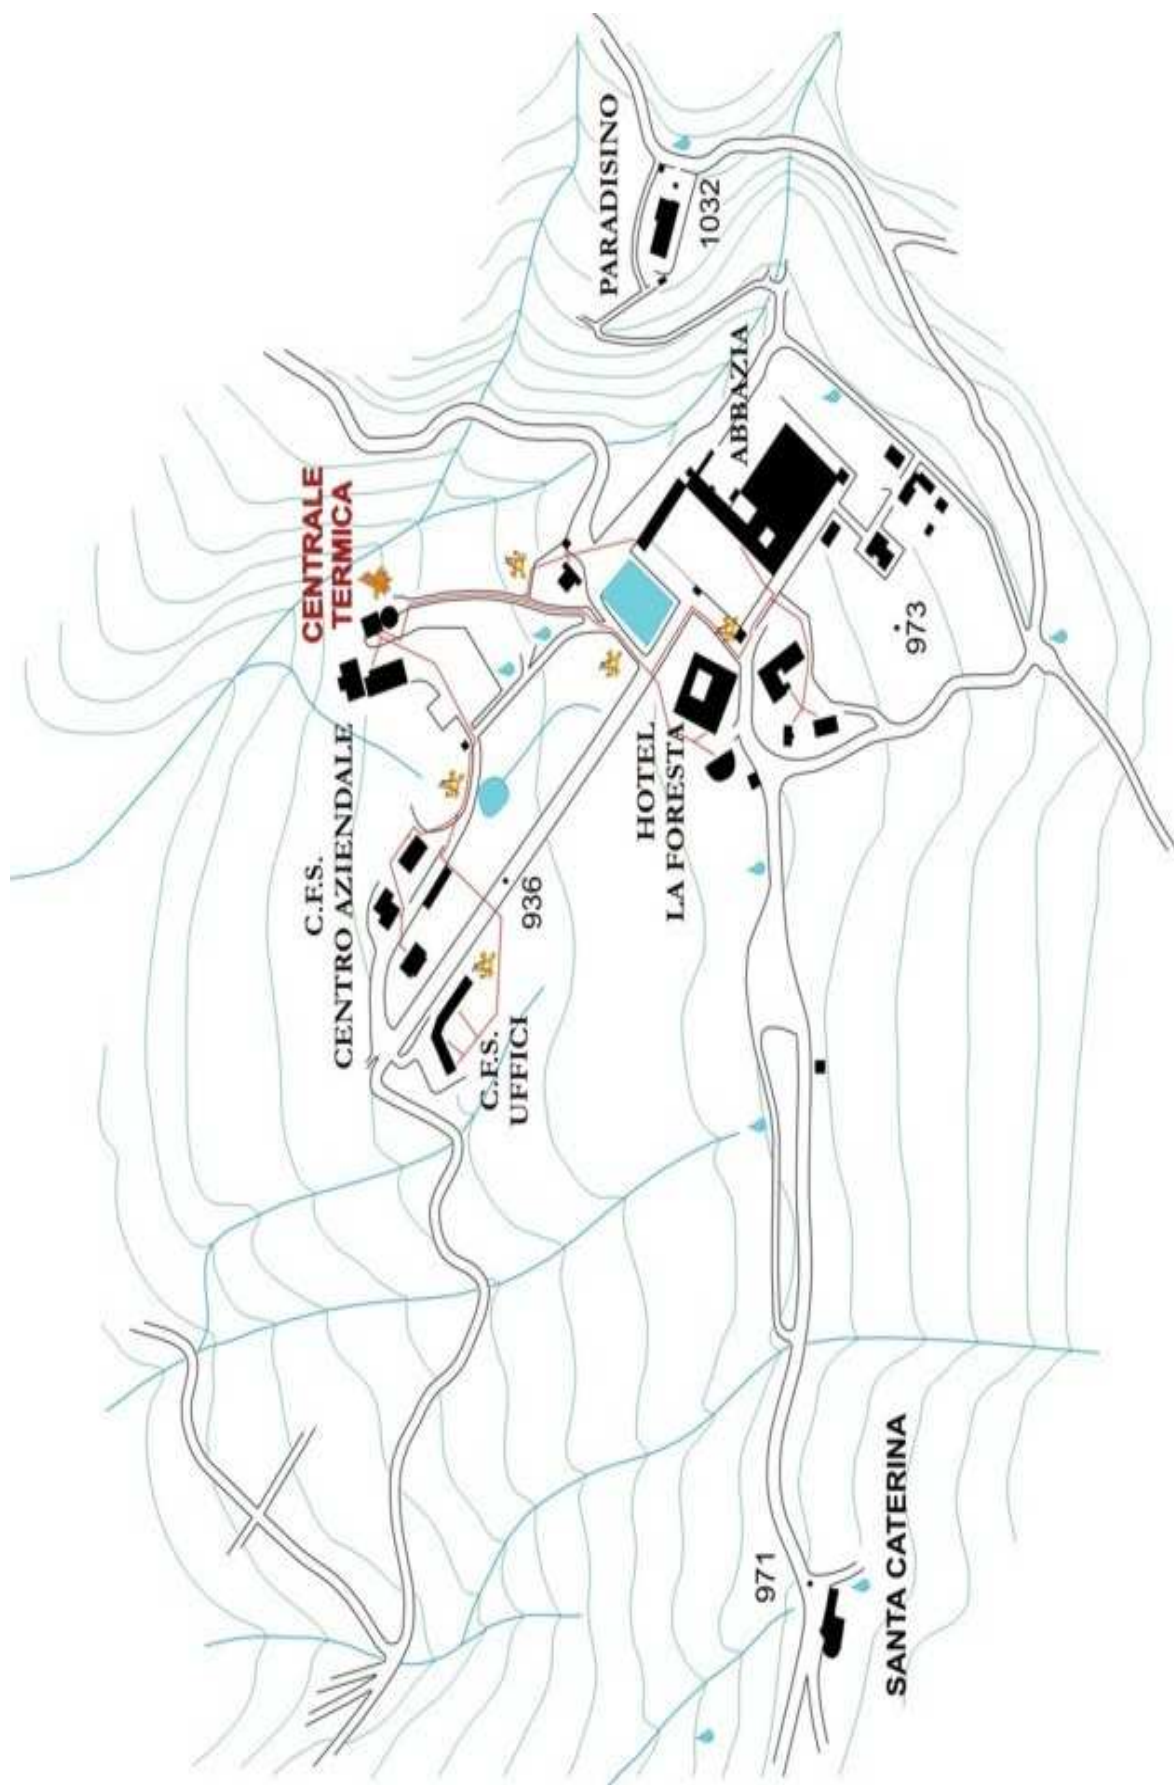 PARADISINO
1032
ABBAZIA
CENTRALE
TERMICA
973
HOTEL
LA FORESTA
C.F.S.
CENTRO AZIENDALE
936
C.F.S.
UFFICI
971
SANTA CATERINA